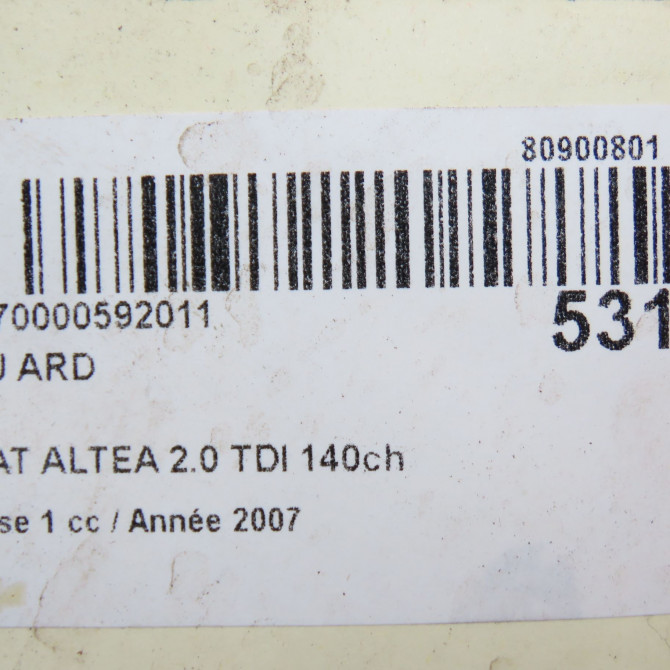 80900801
70000592011
531
U ARD
AT ALTEA 2.0 TDI 140ch
se 1 cc / Année 2007